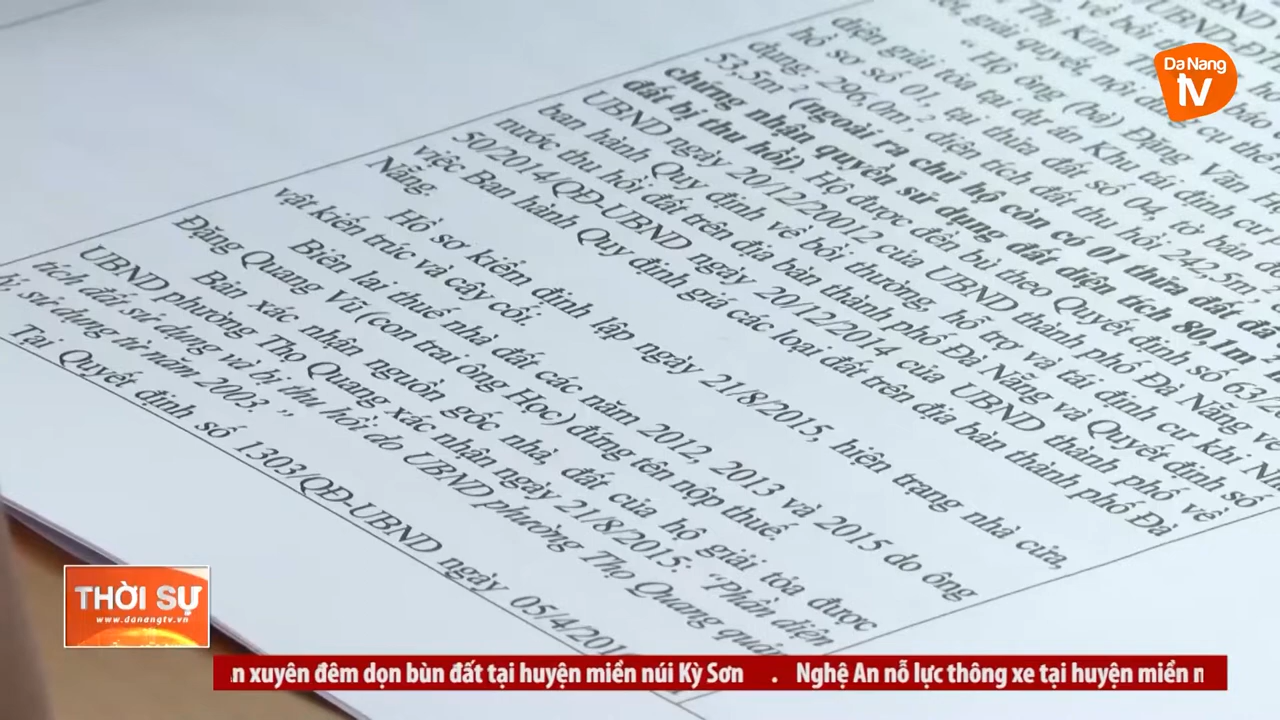 Da Nang
tv
UBND
/UBND-ĐT
Thị Kim
giải quyết, nội dung cụ thể
“ Hộ ông (bà) Đặng Văn
diện giải tỏa tại dự án Khu tái định cư
hồ sơ số 01, tại thửa đất số 04, tờ bản đồ
dụng: 296,0m², diện tích đất thu hồi 242,5m²,
53,5m² (ngoài ra chủ hộ còn có 01 thửa đất đã
chứng nhận quyền sử dụng đất diện tích 80,1m²
đất bị thu hồi). Hộ được đền bù theo Quyết định số 63/
UBND ngày 20/12/20012 của UBND thành phố Đà Nẵng về
ban hành Quy định về bồi thường, hỗ trợ và tái định cư khi
nước thu hồi đất trên địa bàn thành phố Đà Nẵng và Quyết định số
50/2014/QĐ-UBND ngày 20/12/2014 của UBND thành phố về
việc Ban hành Quy định giá các loại đất trên địa bàn thành phố Đà
Nẵng.
Hồ sơ kiểm định lập ngày 21/8/2015, hiện trạng nhà cửa,
vật kiến trúc và cây cối.
Biên lai thuế nhà đất các năm 2012, 2013 và 2015 do ông
Đặng Quang Vũ (con trai ông Học) đứng tên nộp thuế.
Bản xác nhận nguồn gốc nhà, đất của hộ giải tỏa được
UBND phường Thọ Quang xác nhận ngày 21/8/2015: “Phần diện
tích đất sử dụng và bị thu hồi do UBND phường Thọ Quang quản
lý, sử dụng từ năm 2003.”
Tại Quyết định số 1303/QĐ-UBND ngày 05/4/201
THỜI SỰ
www.danangtv.vn
xuyên đêm dọn bùn đất tại huyện miền núi Kỳ Sơn . Nghệ An nỗ lực thông xe tại huyện miền